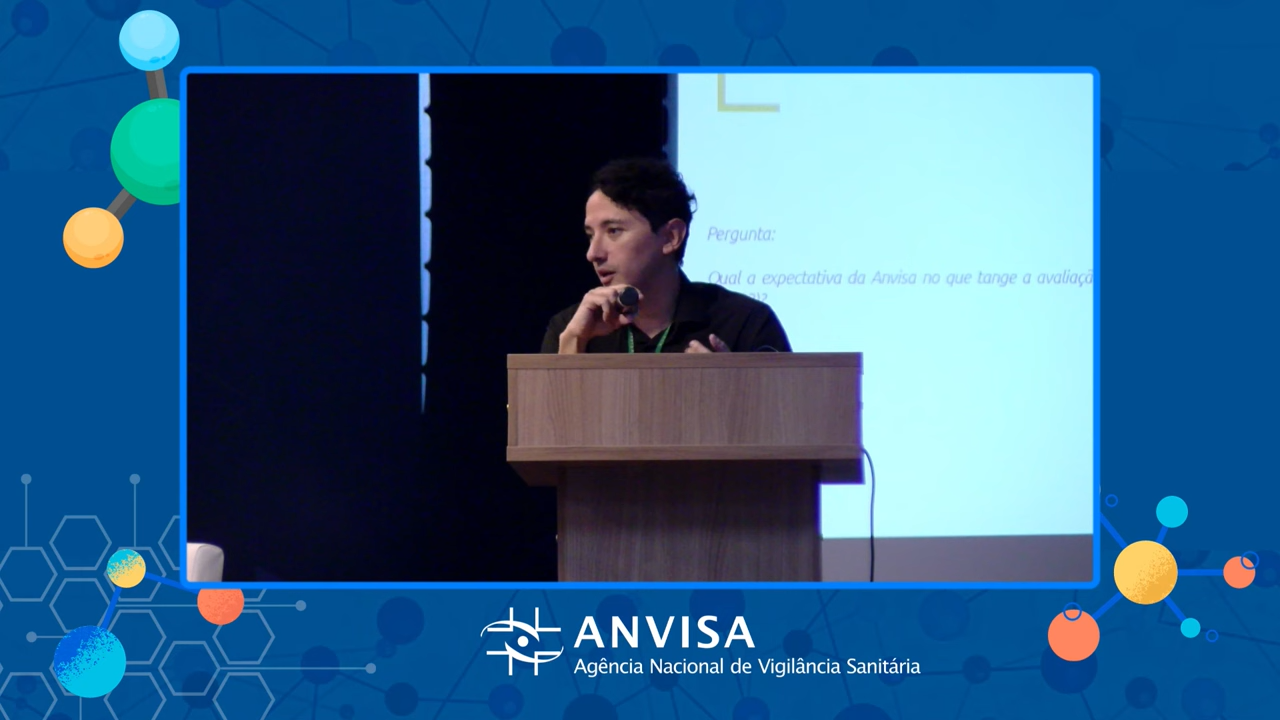 Pergunta:
Qual a expectativa da Anvisa no que tange a avaliaçã
ANVISA
Agência Nacional de Vigilância Sanitária